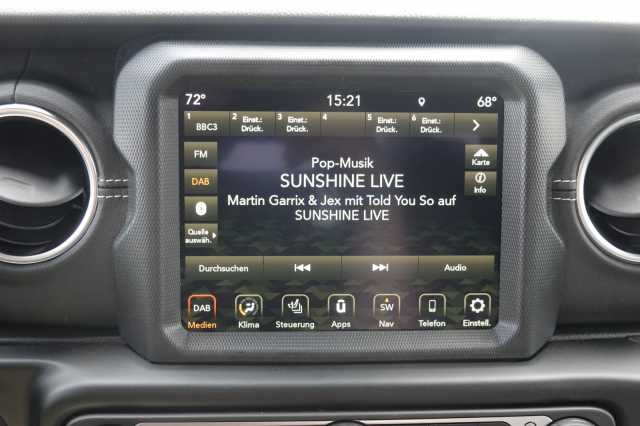 72° 15:21 68°
1 2 Einst.: 3 Einst.: 4 5 Einst.: 6 Einst.:
BBC3 Drück. Drück. Drück. Drück.
FM
Pop-Musik
Karte
DAB
SUNSHINE LIVE
Info
Martin Garrix & Jex mit Told You So auf
SUNSHINE LIVE
Quelle
auswäh.
Durchsuchen Audio
DAB SW
Medien Klima Steuerung Apps Nav Telefon Einstell.